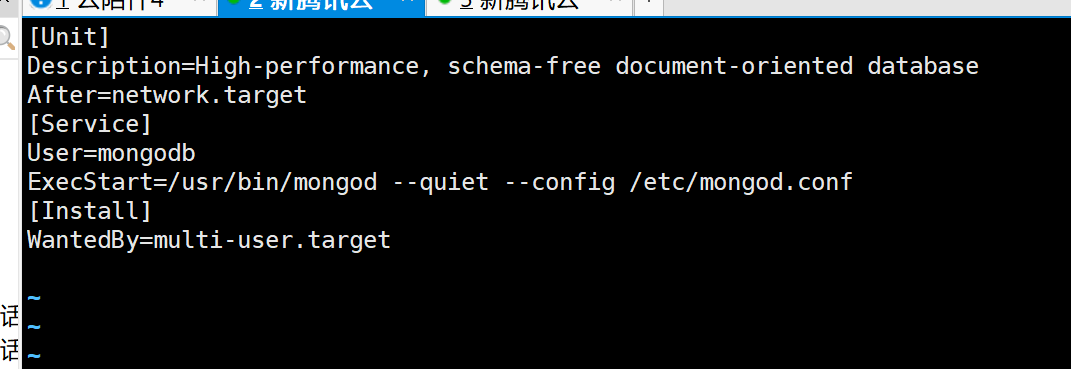 1 云陪什4
2 新腾讯云
3 新腾讯云
[Unit]
Description=High-performance, schema-free document-oriented database
After=network.target
[Service]
User=mongodb
ExecStart=/usr/bin/mongod --quiet --config /etc/mongod.conf
[Install]
WantedBy=multi-user.target
~
话
~
话
~